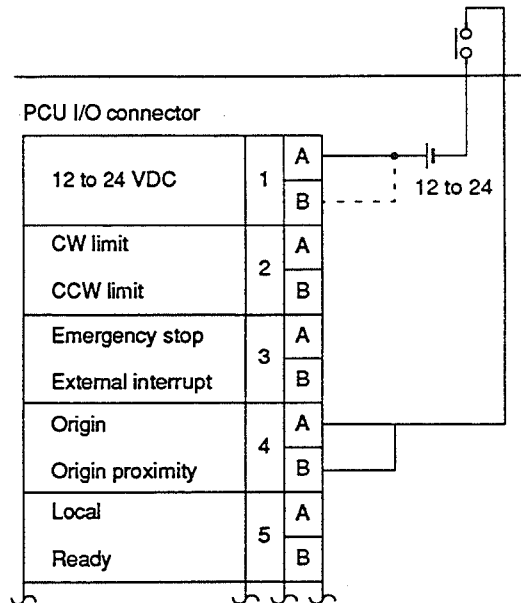 PCU I/O connector
12 to 24 VDC
1
A
B
12 to 24
CW limit
CCW limit
2
A
B
Emergency stop
External interrupt
3
A
B
Origin
Origin proximity
4
A
B
Local
Ready
5
A
B